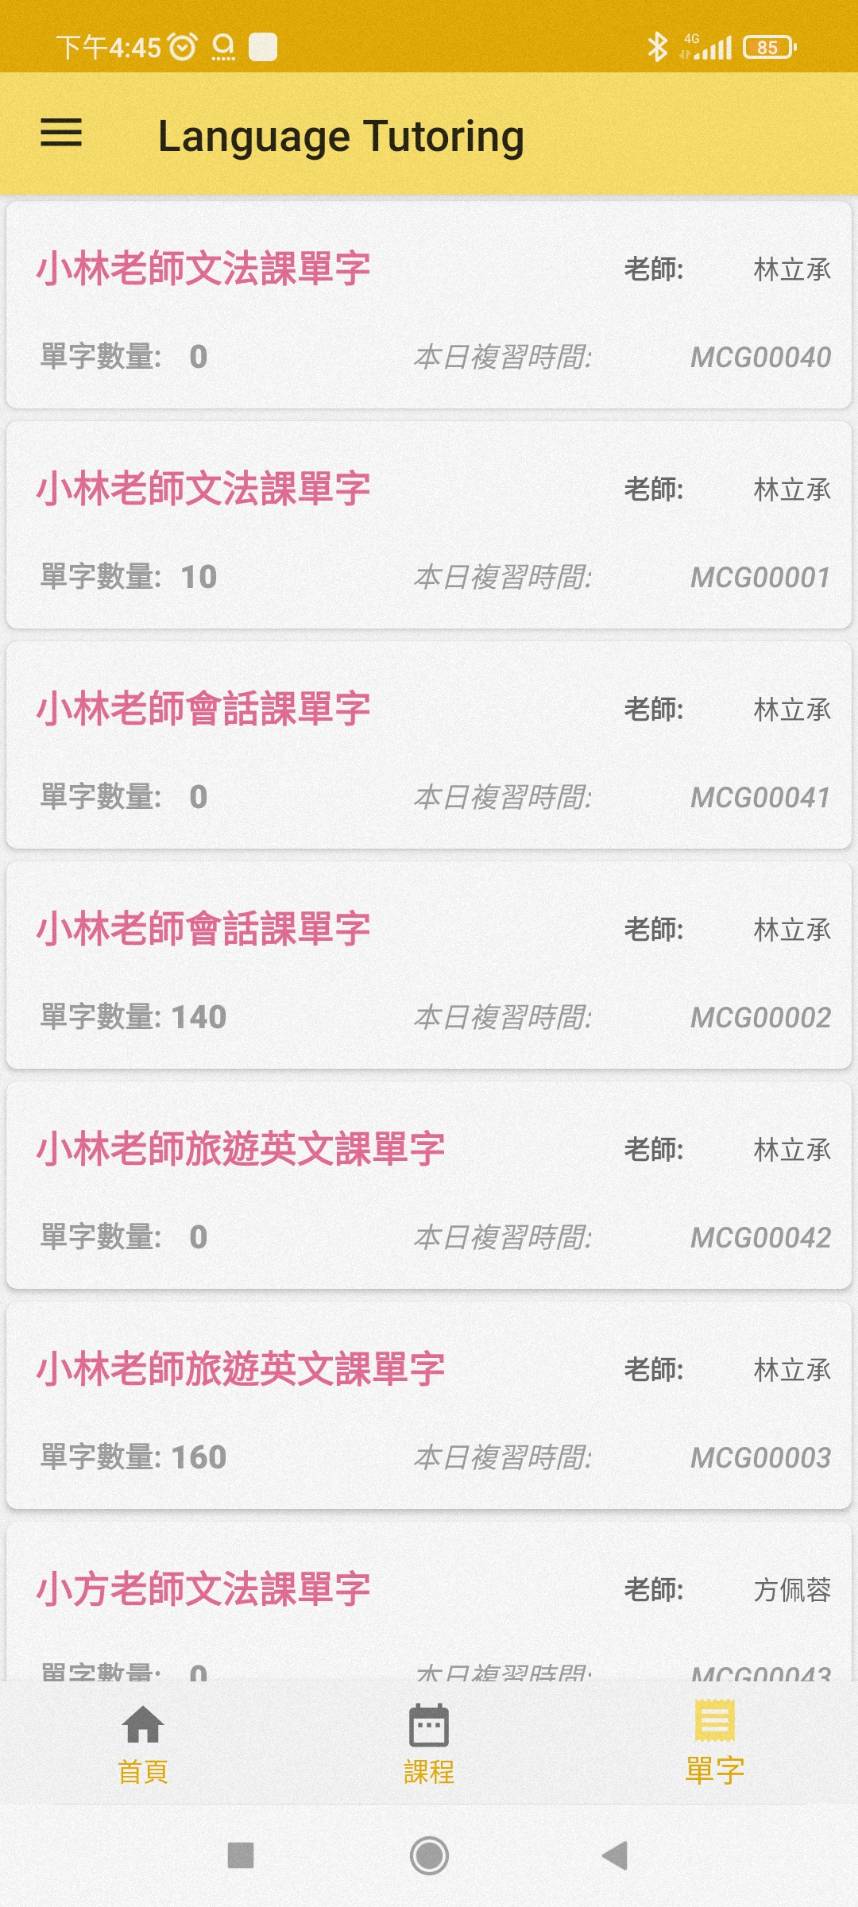 下午4:45 4G 85
Language Tutoring
小林老師文法課單字 老師: 林立承
單字數量: 0 本日複習時間: MCG00040
小林老師文法課單字 老師: 林立承
單字數量: 10 本日複習時間: MCG00001
小林老師會話課單字 老師: 林立承
單字數量: 0 本日複習時間: MCG00041
小林老師會話課單字 老師: 林立承
單字數量: 140 本日複習時間: MCG00002
小林老師旅遊英文課單字 老師: 林立承
單字數量: 0 本日複習時間: MCG00042
小林老師旅遊英文課單字 老師: 林立承
單字數量: 160 本日複習時間: MCG00003
小方老師文法課單字 老師: 方佩蓉
單字數量: 0 本日複習時間: MCG00043
首頁 課程 單字